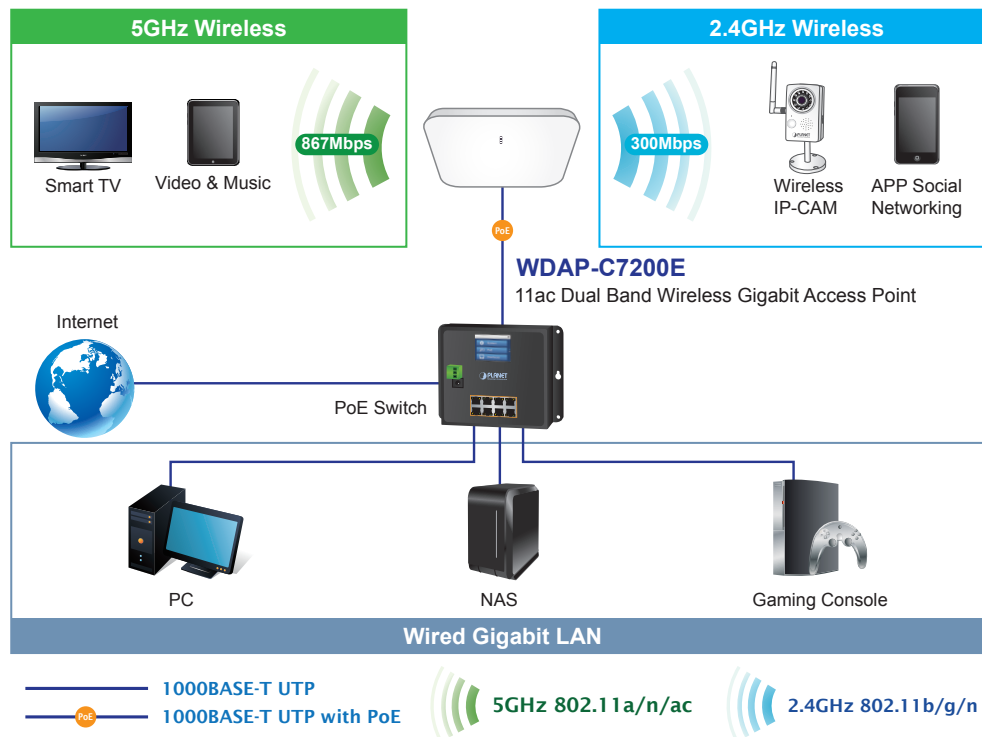 5GHz Wireless
2.4GHz Wireless
867Mbps
300Mbps
Smart TV
Video & Music
Wireless
IP-CAM
APP Social
Networking
PoE
WDAP-C7200E
11ac Dual Band Wireless Gigabit Access Point
Internet
PLANET
PoE Switch
PC
NAS
Gaming Console
Wired Gigabit LAN
1000BASE-T UTP
PoE
1000BASE-T UTP with PoE
5GHz 802.11a/n/ac
2.4GHz 802.11b/g/n